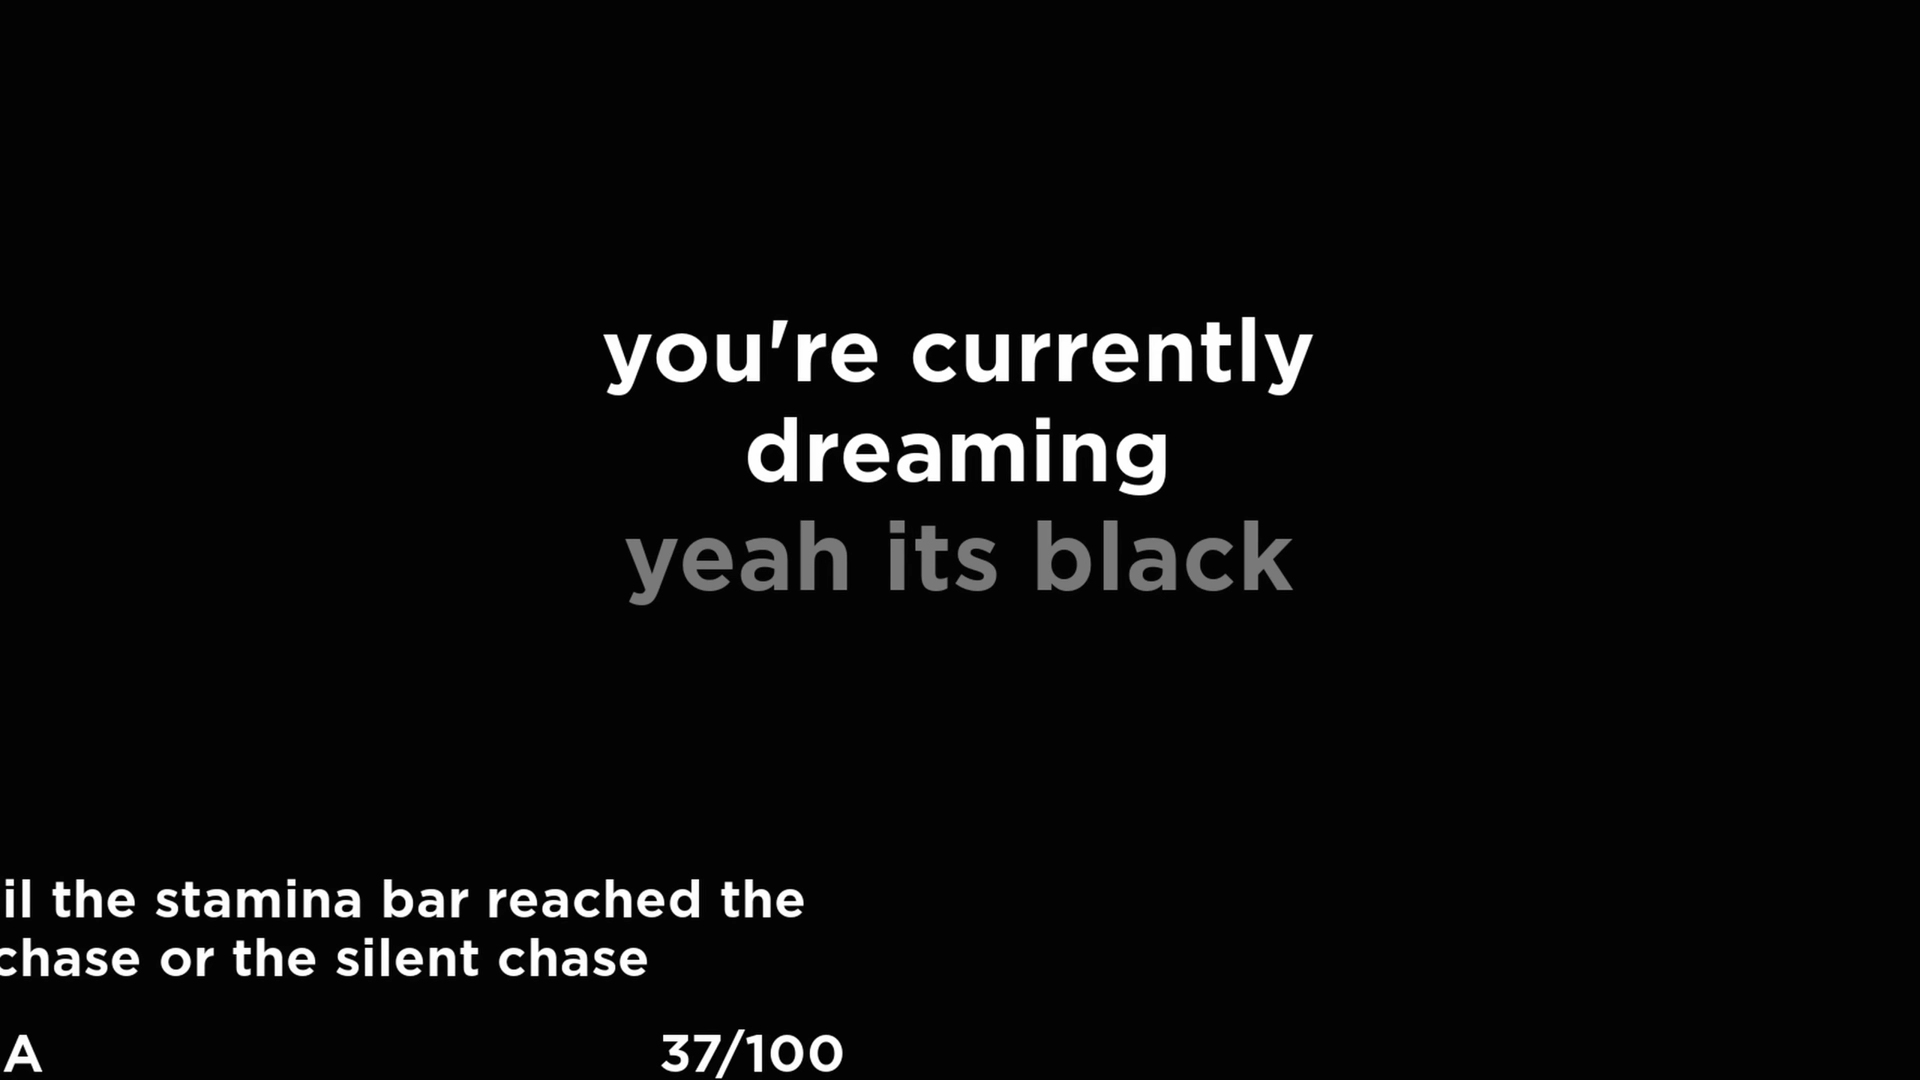 you're currently
dreaming
yeah its black
il the stamina bar reached the
chase or the silent chase
A 37/100